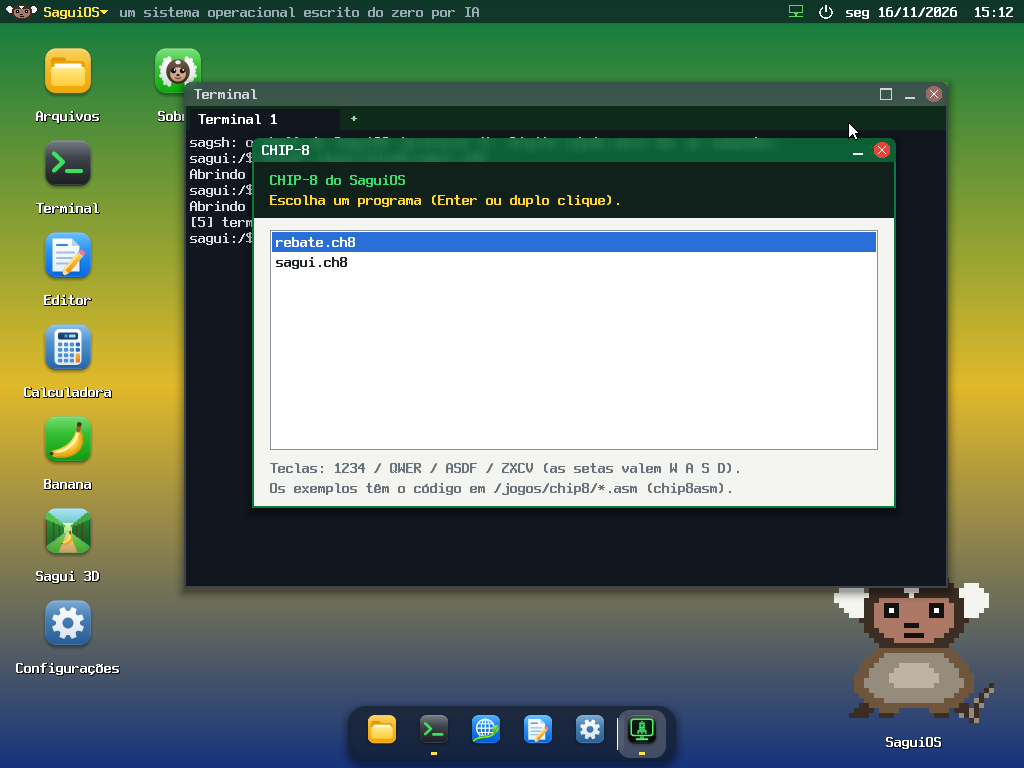 SaguiOS
um sistema operacional escrito do zero por IA
seg 16/11/2026
15:12
Arquivos
Terminal
Editor
Calculadora
Banana
Sagui 3D
Configurações
Terminal
Terminal 1
+
sagsh:
sagui:/$
Abrindo
sagui:/$
Abrindo
[5]
sagui:/$
CHIP-8
CHIP-8 do SaguiOS
Escolha um programa (Enter ou duplo clique).
rebate.ch8
sagui.ch8
Teclas: 1234 / QWER / ASDF / ZXCV (as setas valem W A S D).
Os exemplos têm o código em /jogos/chip8/*.asm (chip8asm).
SaguiOS